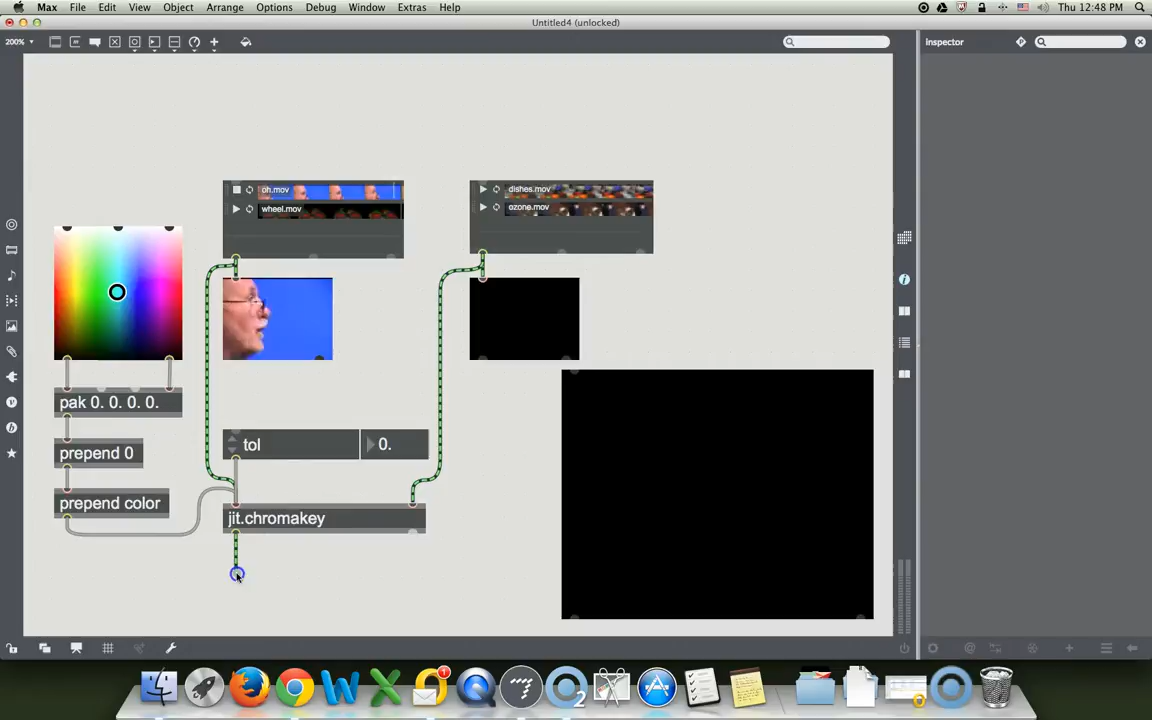 Max File Edit View Object Arrange Options Debug Window Extras Help Thu 12:48 PM
Untitled4 (unlocked)
200%
Inspector
oh.mov
wheel.mov
dishes.mov
ozone.mov
pak 0. 0. 0. 0.
tol 0.
prepend 0
prepend color
jit.chromakey
1
2